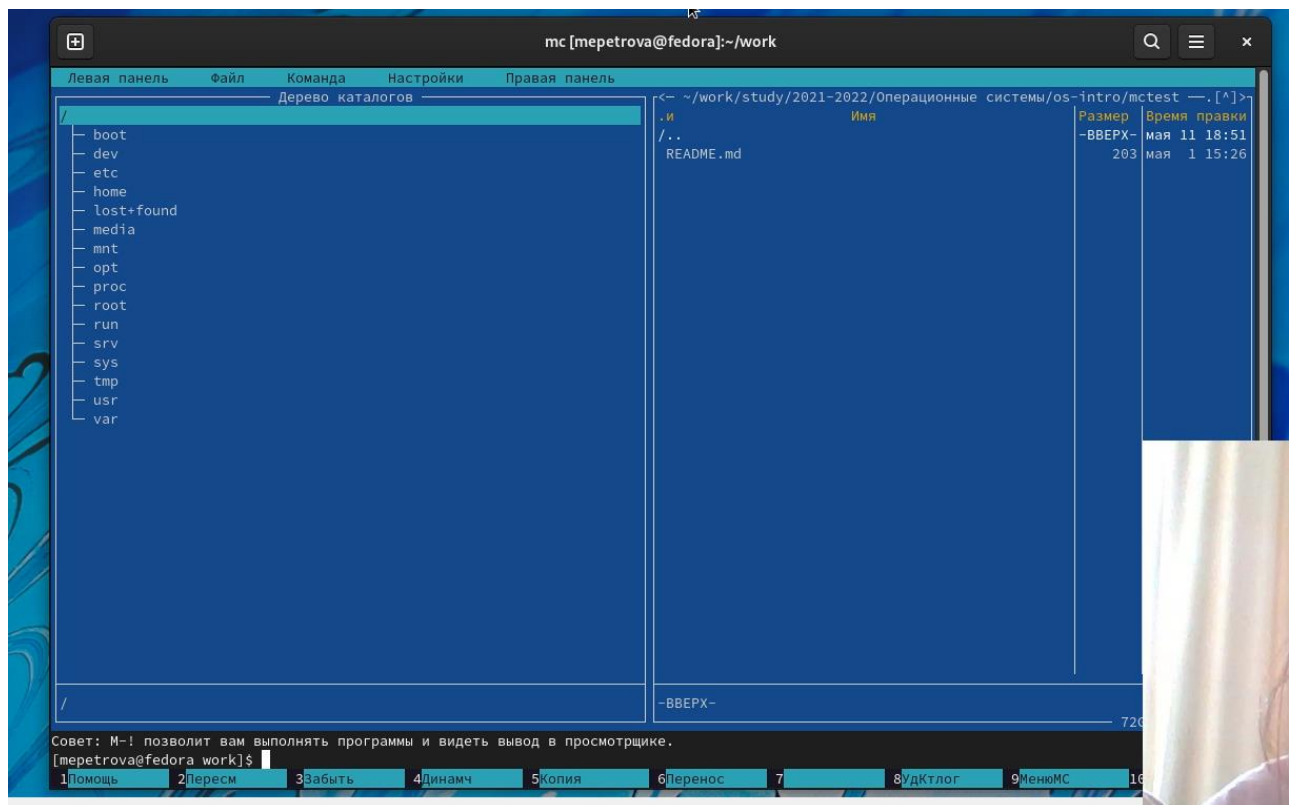 mc [mepetrova@fedora]:~/work
Левая панель Файл Команда Настройки Правая панель
Дерево каталогов
/
boot
dev
etc
home
lost+found
media
mnt
opt
proc
root
run
srv
sys
tmp
usr
var
/
<— ~/work/study/2021-2022/Операционные системы/os-intro/mctest —.[^]>
.и Имя Размер Время правки
/.. -ВВЕРХ- мая 11 18:51
README.md 203 мая 1 15:26
-ВВЕРХ-
Совет: M-! позволит вам выполнять программы и видеть вывод в просмотрщике.
[mepetrova@fedora work]$
1Помощь 2Пересм 3Забыть 4Динамч 5Копия 6Перенос 7 8УдКтлог 9МенюMC 10